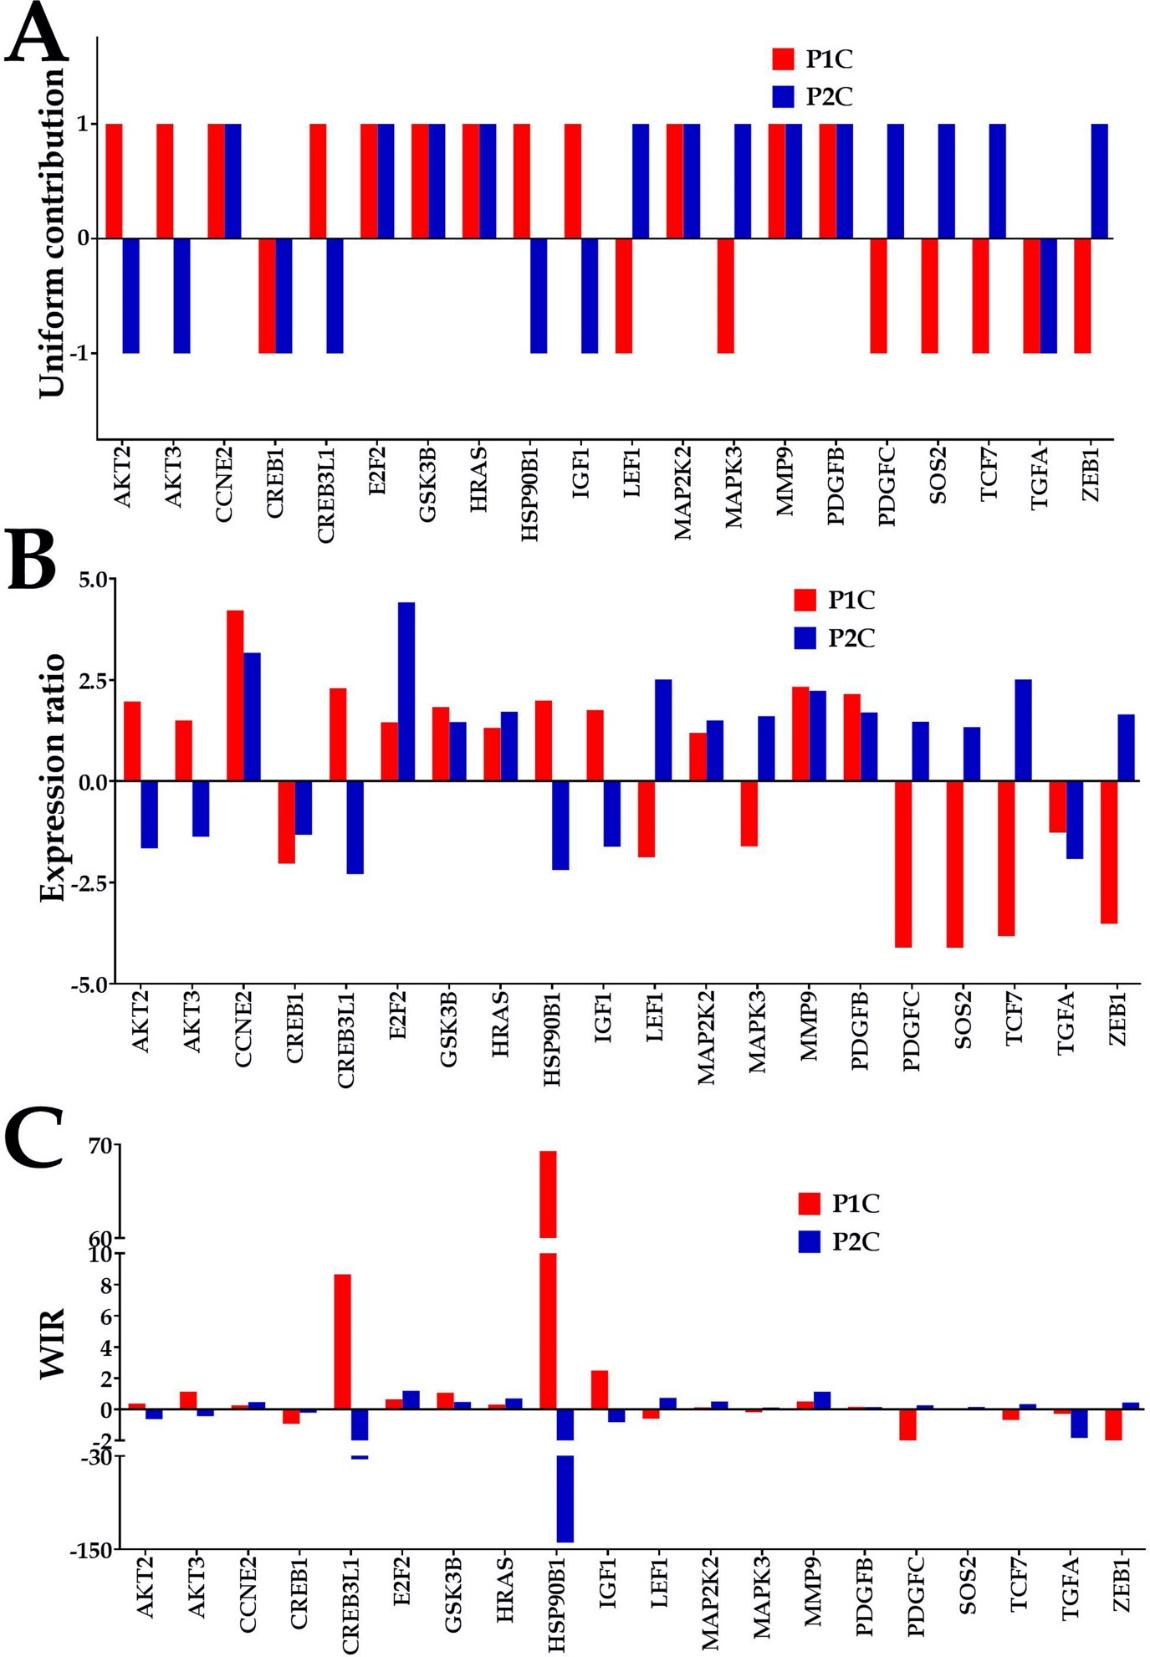 A
Uniform contribution
P1C
P2C
1
0
-1
AKT2
AKT3
CCNE2
CREB1
CREB3L1
E2F2
GSK3B
HRAS
HSP90B1
IGF1
LEF1
MAP2K2
MAPK3
MMP9
PDGFB
PDGFC
SOS2
TCF7
TGFA
ZEB1
B
Expression ratio
P1C
P2C
5.0
2.5
0.0
-2.5
-5.0
AKT2
AKT3
CCNE2
CREB1
CREB3L1
E2F2
GSK3B
HRAS
HSP90B1
IGF1
LEF1
MAP2K2
MAPK3
MMP9
PDGFB
PDGFC
SOS2
TCF7
TGFA
ZEB1
C
WIR
P1C
P2C
70
60
10
8
6
4
2
0
-2
-30
-150
AKT2
AKT3
CCNE2
CREB1
CREB3L1
E2F2
GSK3B
HRAS
HSP90B1
IGF1
LEF1
MAP2K2
MAPK3
MMP9
PDGFB
PDGFC
SOS2
TCF7
TGFA
ZEB1